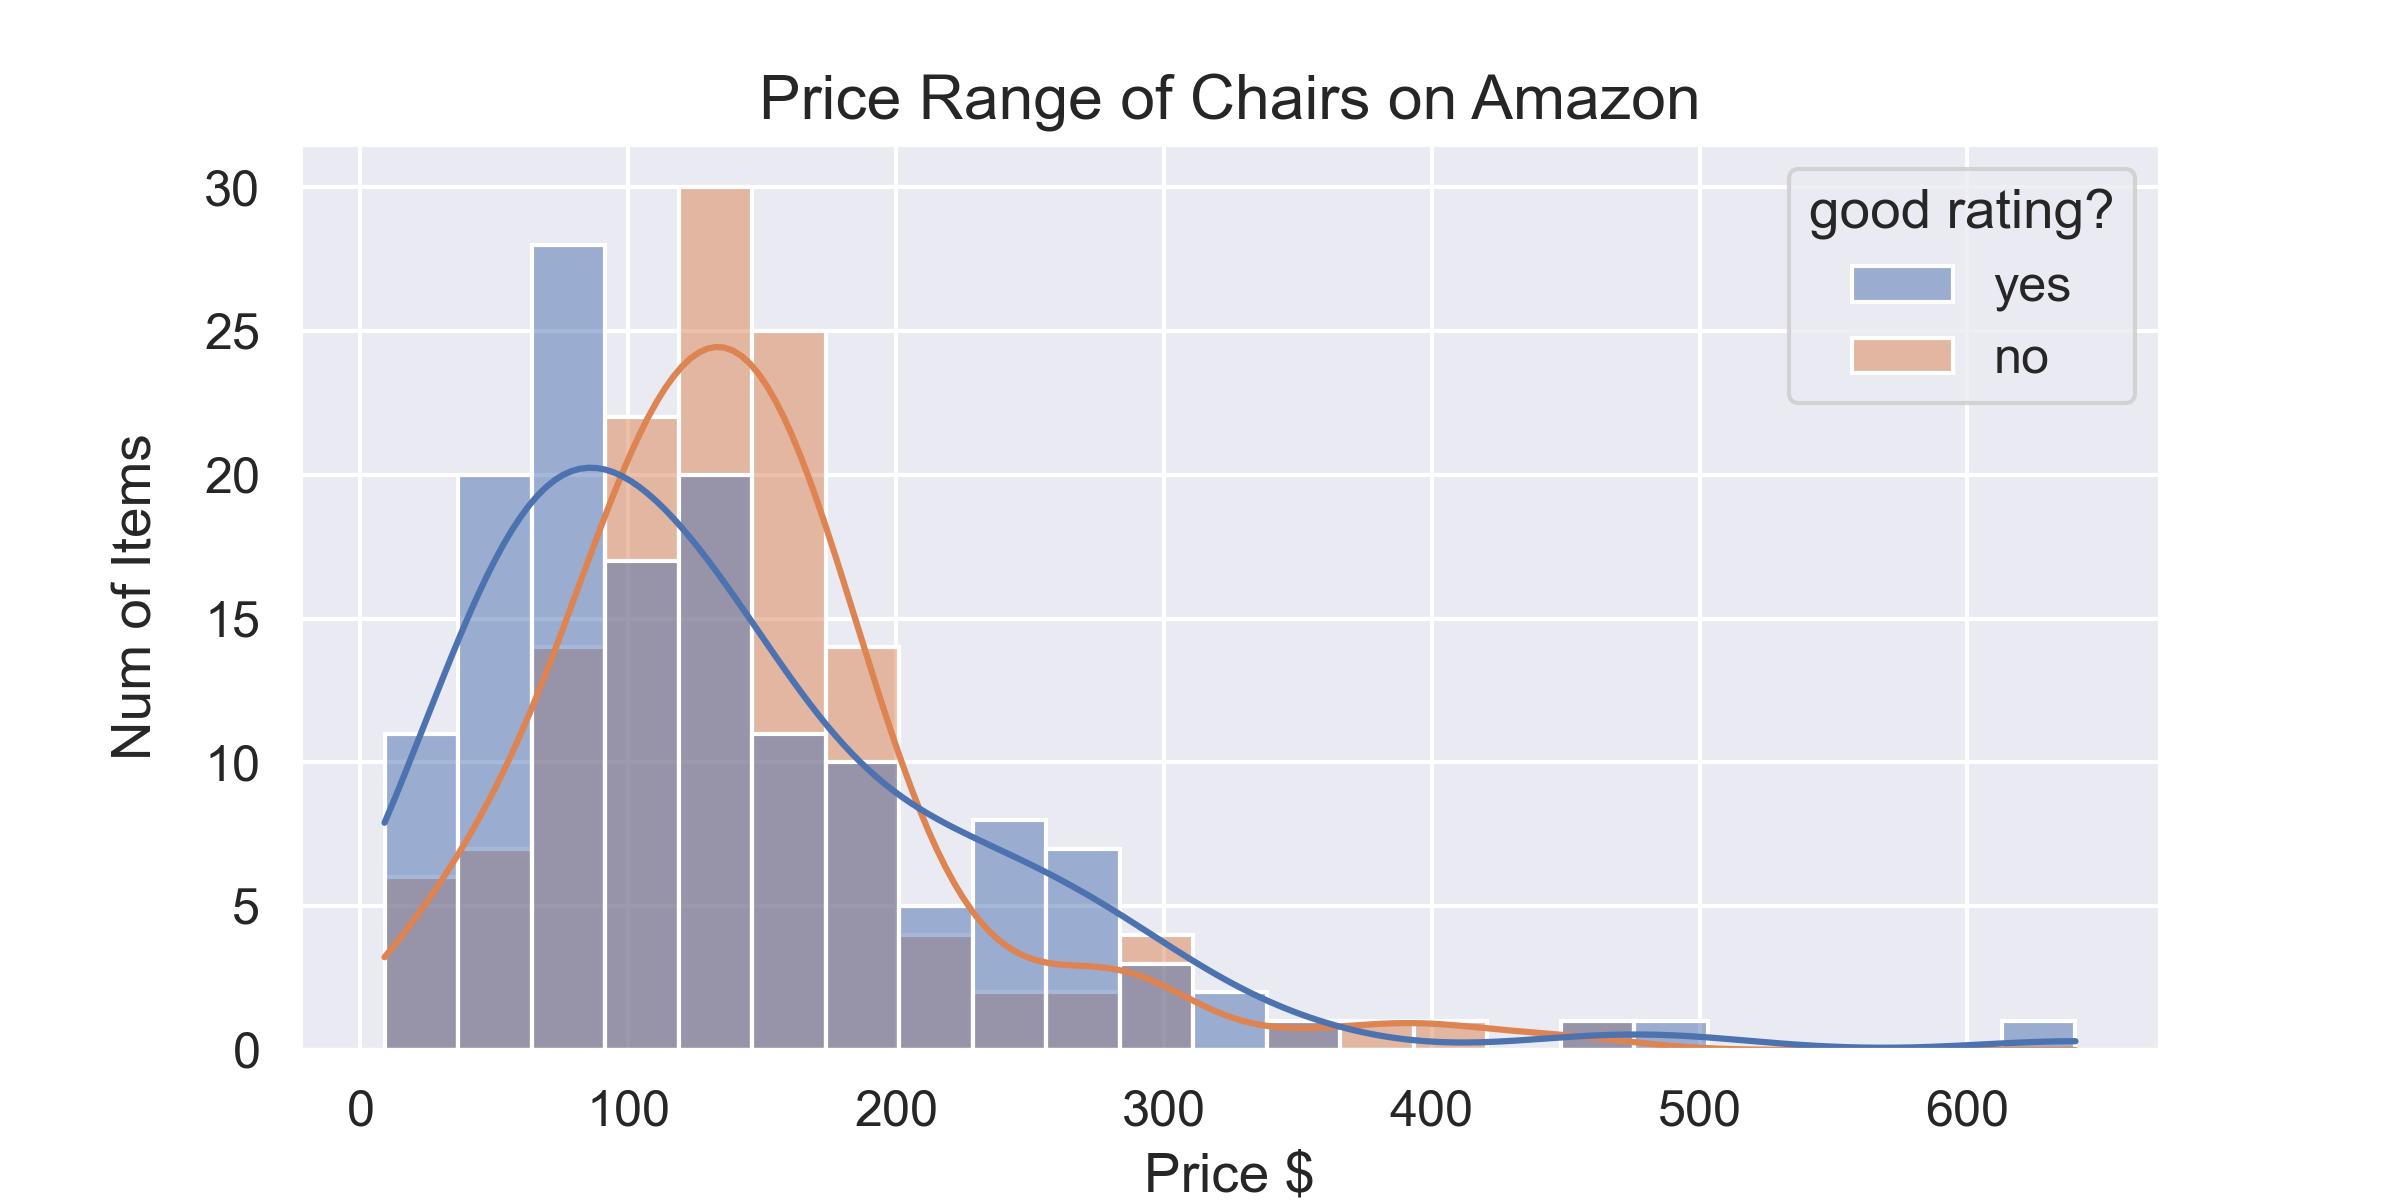 Price Range of Chairs on Amazon
good rating?
yes
no
Num of Items
30
25
20
15
10
5
0
0 100 200 300 400 500 600
Price $